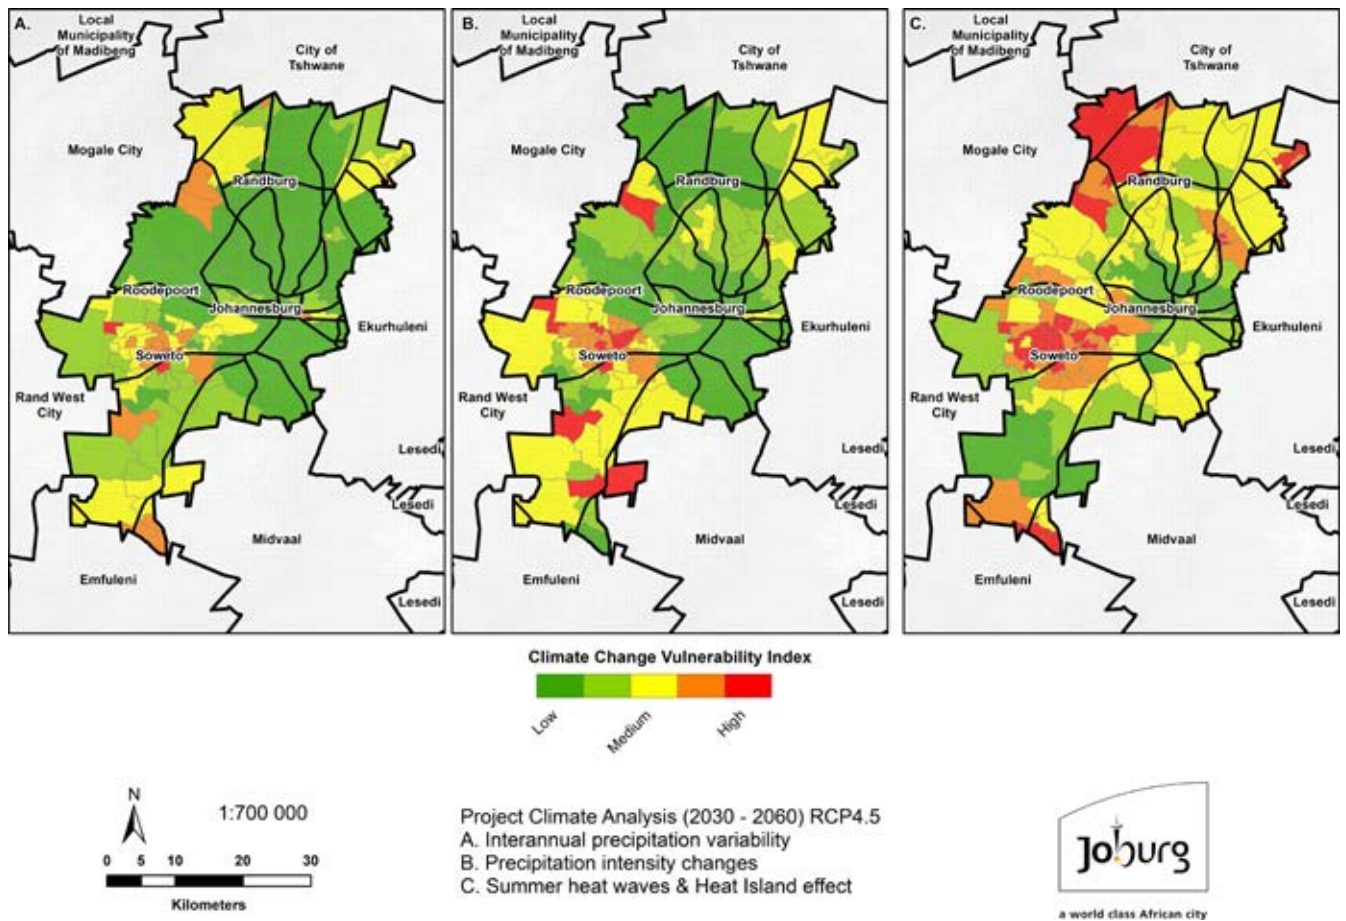 A.
Local
Municipality
of Madibeng
City of
Tshwane
Mogale City
Randburg
Roodepoort
Johannesburg
Ekurhuleni
Soweto
Rand West
City
Lesedi
Lesedi
Midvaal
Emfuleni
Lesedi
B.
Local
Municipality
of Madibeng
City of
Tshwane
Mogale City
Randburg
Roodepoort
Johannesburg
Ekurhuleni
Soweto
Rand West
City
Lesedi
Lesedi
Midvaal
Emfuleni
Lesedi
C.
Local
Municipality
of Madibeng
City of
Tshwane
Mogale City
Randburg
Roodepoort
Johannesburg
Ekurhuleni
Soweto
Rand West
City
Lesedi
Lesedi
Midvaal
Emfuleni
Lesedi
Climate Change Vulnerability Index
Low
Medium
High
N
1:700 000
0 5 10 20 30
Kilometers
Project Climate Analysis (2030 - 2060) RCP4.5
A. Interannual precipitation variability
B. Precipitation intensity changes
C. Summer heat waves & Heat Island effect
Joburg
a world class African city